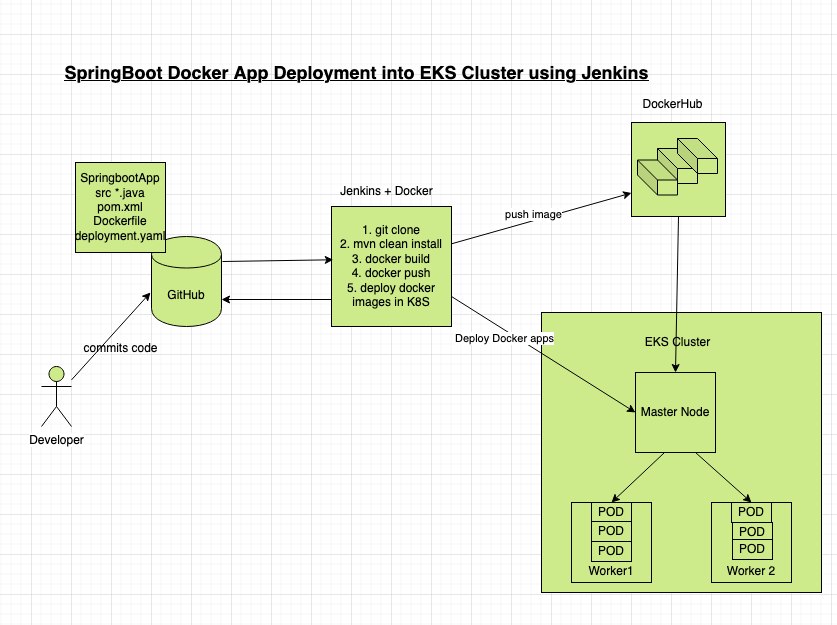 SpringBoot Docker App Deployment into EKS Cluster using Jenkins
DockerHub
SpringbootApp
src *.java
pom.xml
Dockerfile
deployment.yaml
Jenkins + Docker
1. git clone
2. mvn clean install
3. docker build
4. docker push
5. deploy docker
images in K8S
push image
GitHub
commits code
Developer
Deploy Docker apps
EKS Cluster
Master Node
POD
POD
POD
Worker1
POD
POD
POD
Worker 2